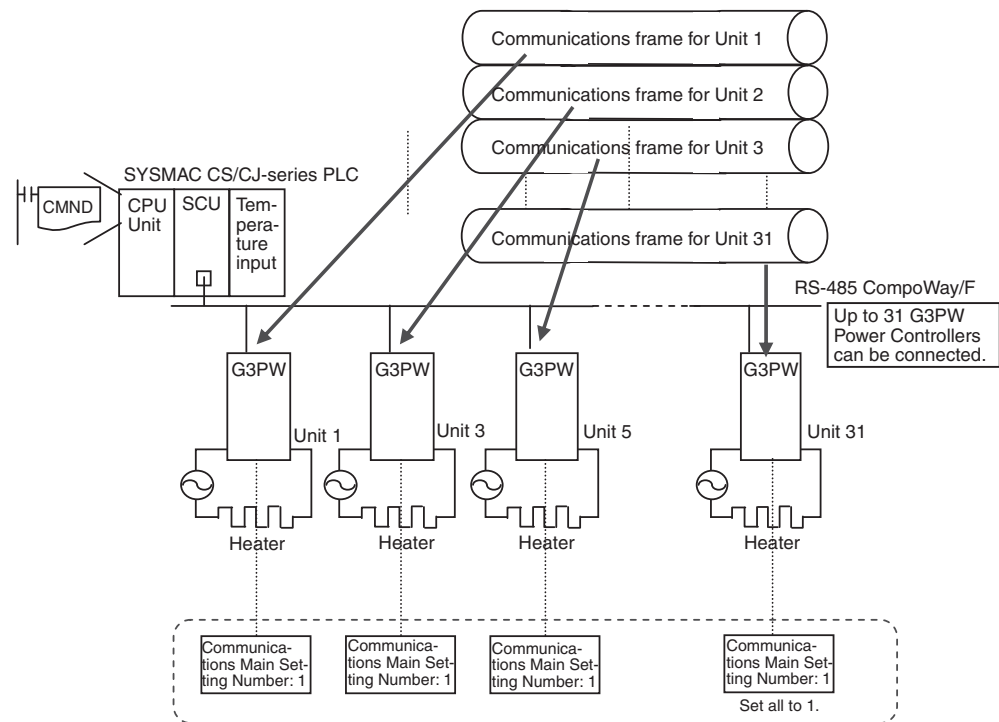 Communications frame for Unit 1
Communications frame for Unit 2
Communications frame for Unit 3
Communications frame for Unit 31
SYSMAC CS/CJ-series PLC
CMND
CPU
Unit
SCU
Tem-
pera-
ture
input
RS-485 CompoWay/F
Up to 31 G3PW
Power Controllers
can be connected.
G3PW
G3PW
G3PW
G3PW
Unit 1
Unit 3
Unit 5
Unit 31
Heater
Heater
Heater
Heater
Communica-
tions Main Set-
ting Number: 1
Communica-
tions Main Set-
ting Number: 1
Communica-
tions Main Set-
ting Number: 1
Communica-
tions Main Set-
ting Number: 1
Set all to 1.